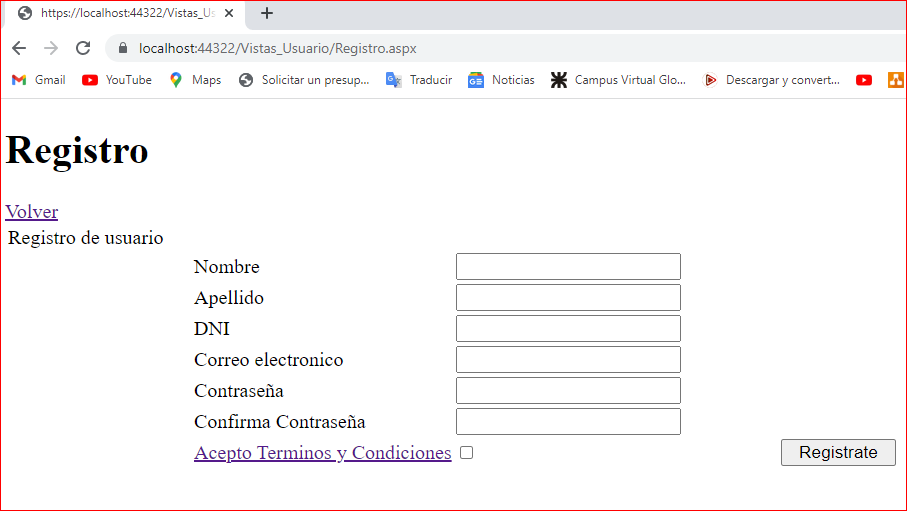 https://localhost:44322/Vistas_Us
localhost:44322/Vistas_Usuario/Registro.aspx
Gmail YouTube Maps Solicitar un presup... Traducir Noticias Campus Virtual Glo... Descargar y convert...
Registro
Volver
Registro de usuario
Nombre
Apellido
DNI
Correo electronico
Contraseña
Confirma Contraseña
Acepto Terminos y Condiciones Registrate